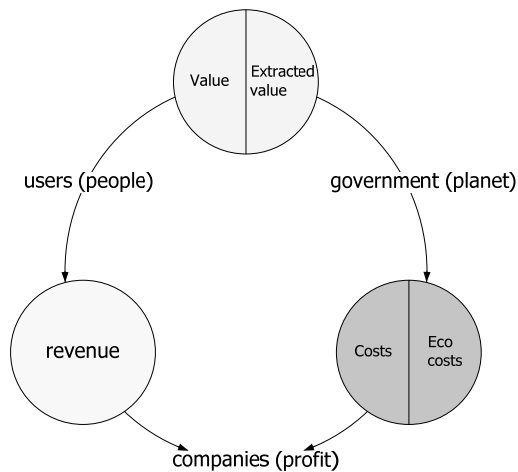 Value
Extracted
value
users (people)
government (planet)
revenue
Costs
Eco
costs
companies (profit)